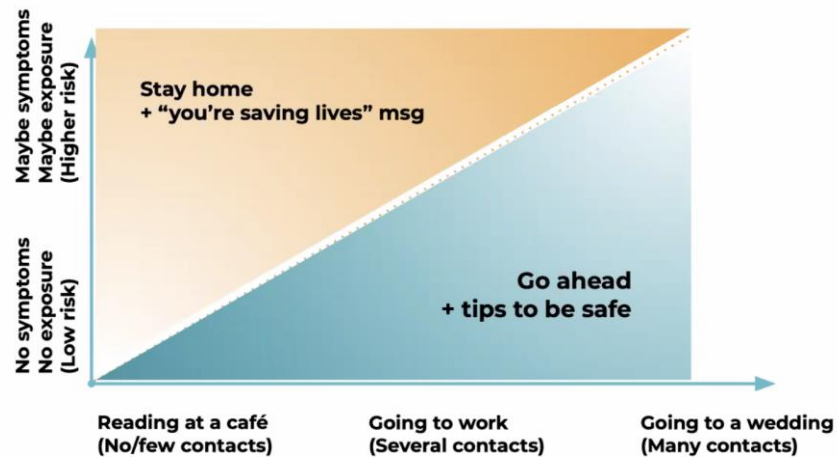 Maybe symptoms
Maybe exposure
(Higher risk)
No symptoms
No exposure
(Low risk)
Stay home
+ “you’re saving lives” msg
Go ahead
+ tips to be safe
Reading at a café
(No/few contacts)
Going to work
(Several contacts)
Going to a wedding
(Many contacts)